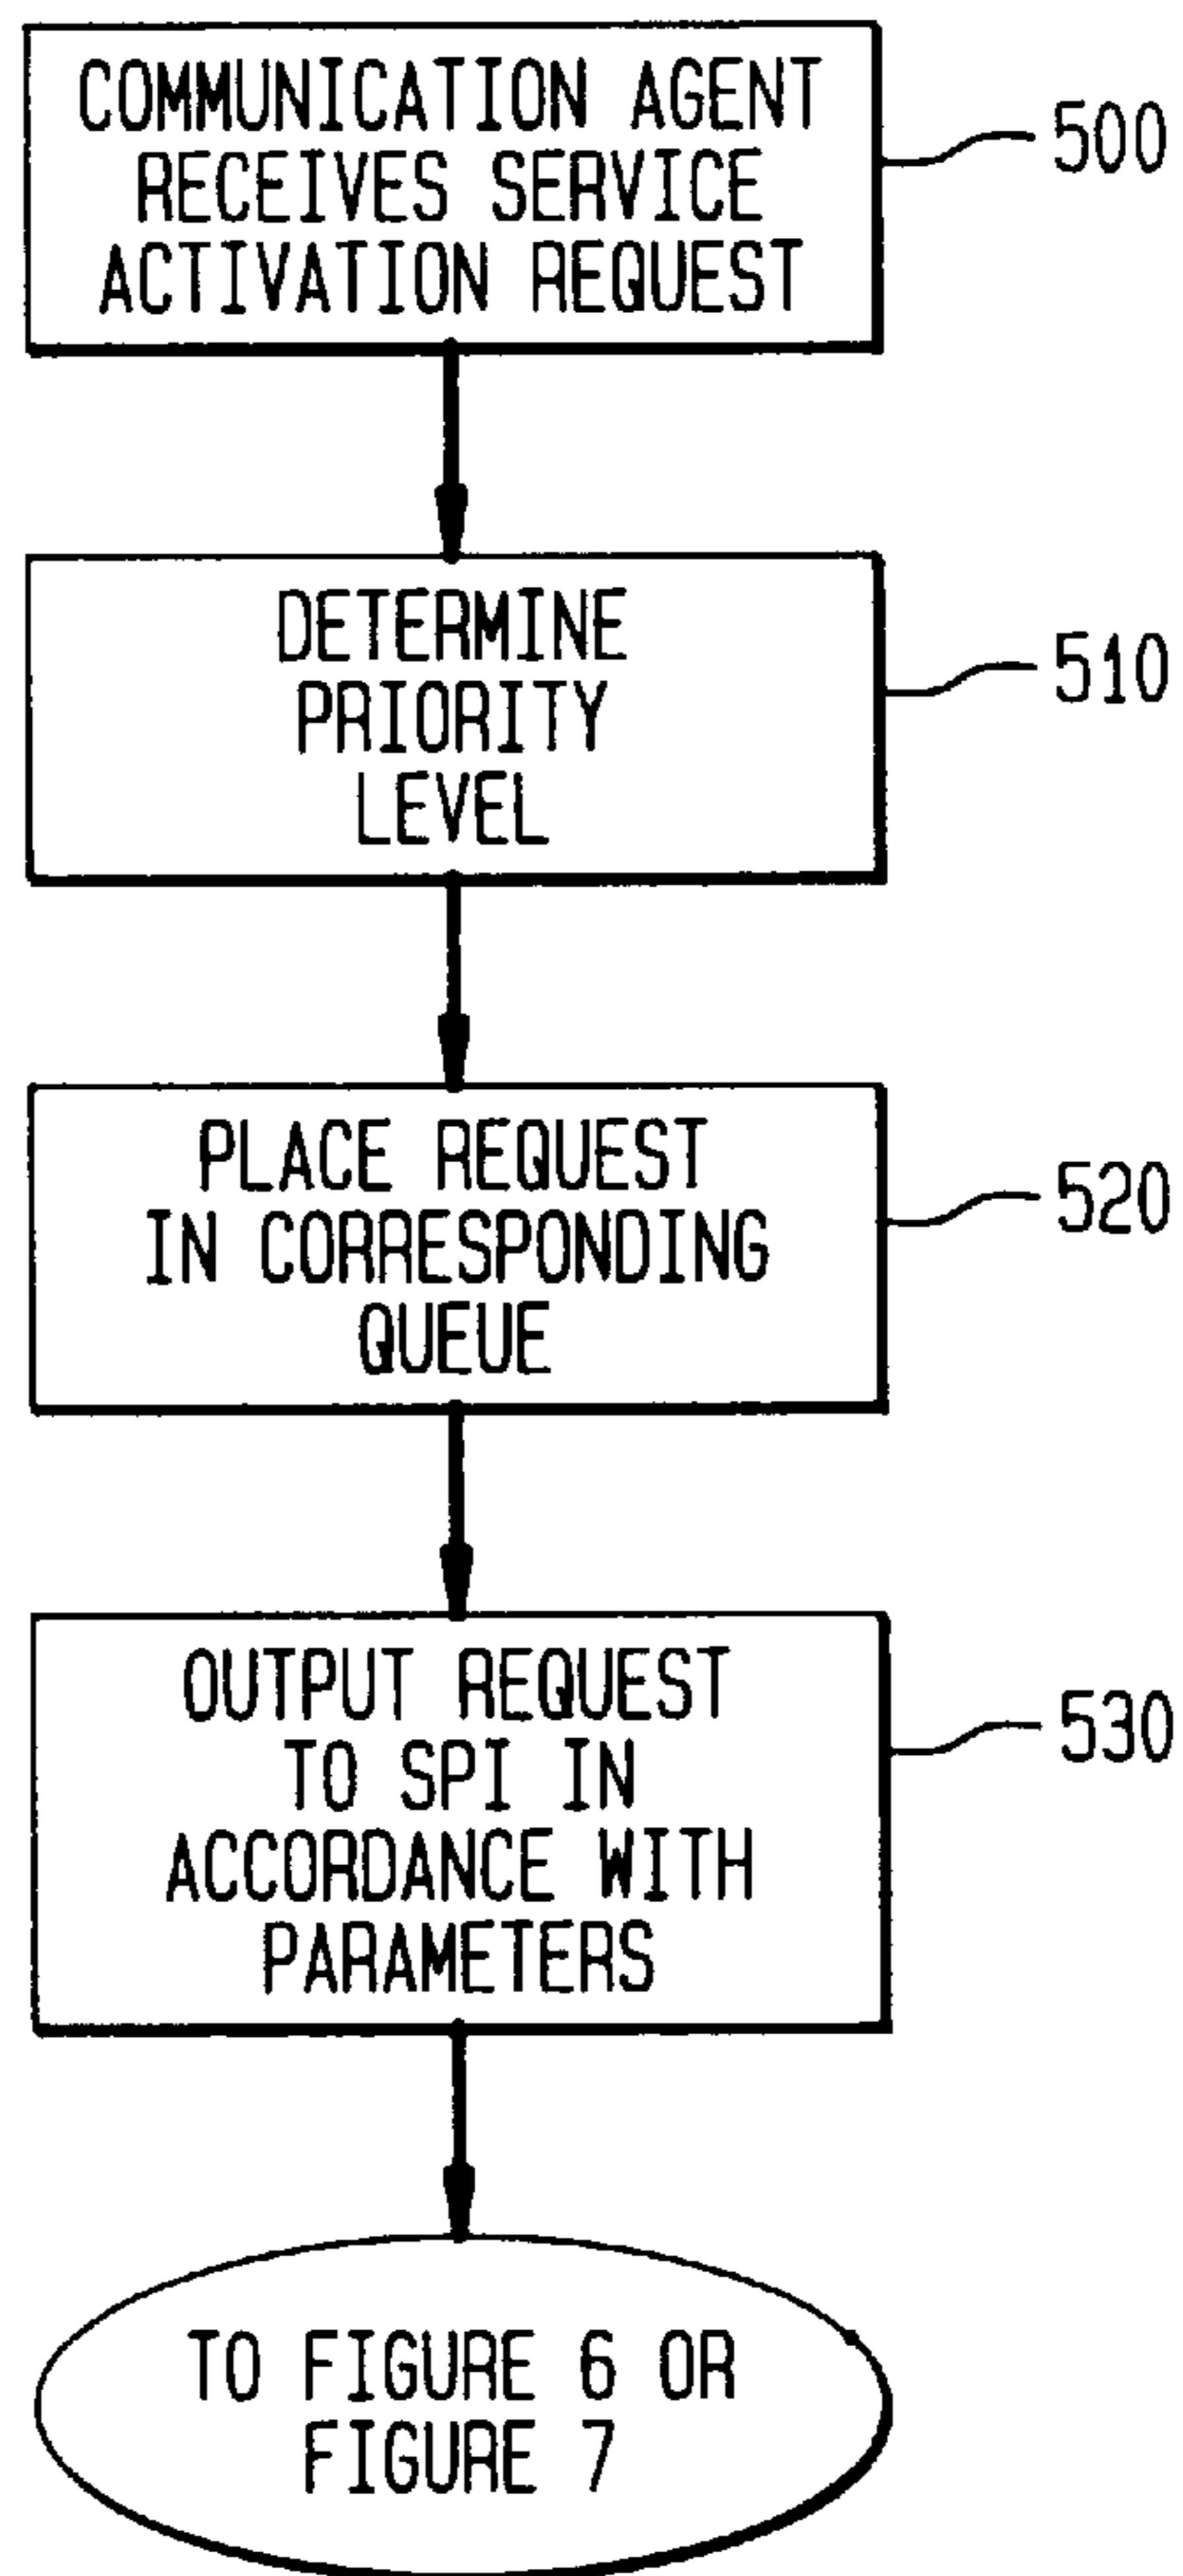 COMMUNICATION AGENT
RECEIVES SERVICE
ACTIVATION REQUEST
500
DETERMINE
PRIORITY
LEVEL
510
PLACE REQUEST
IN CORRESPONDING
QUEUE
520
OUTPUT REQUEST
TO SPI IN
ACCORDANCE WITH
PARAMETERS
530
TO FIGURE 6 OR
FIGURE 7